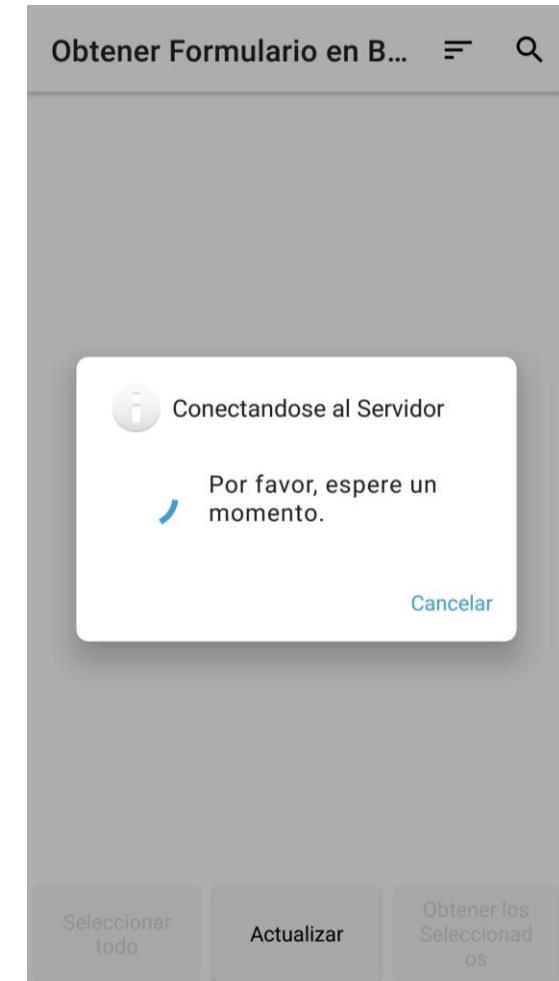 Obtener Formulario en B...
Conectandose al Servidor
Por favor, espere un
momento.
Cancelar
Seleccionar
todo
Actualizar
Obtener los
Seleccionad
os